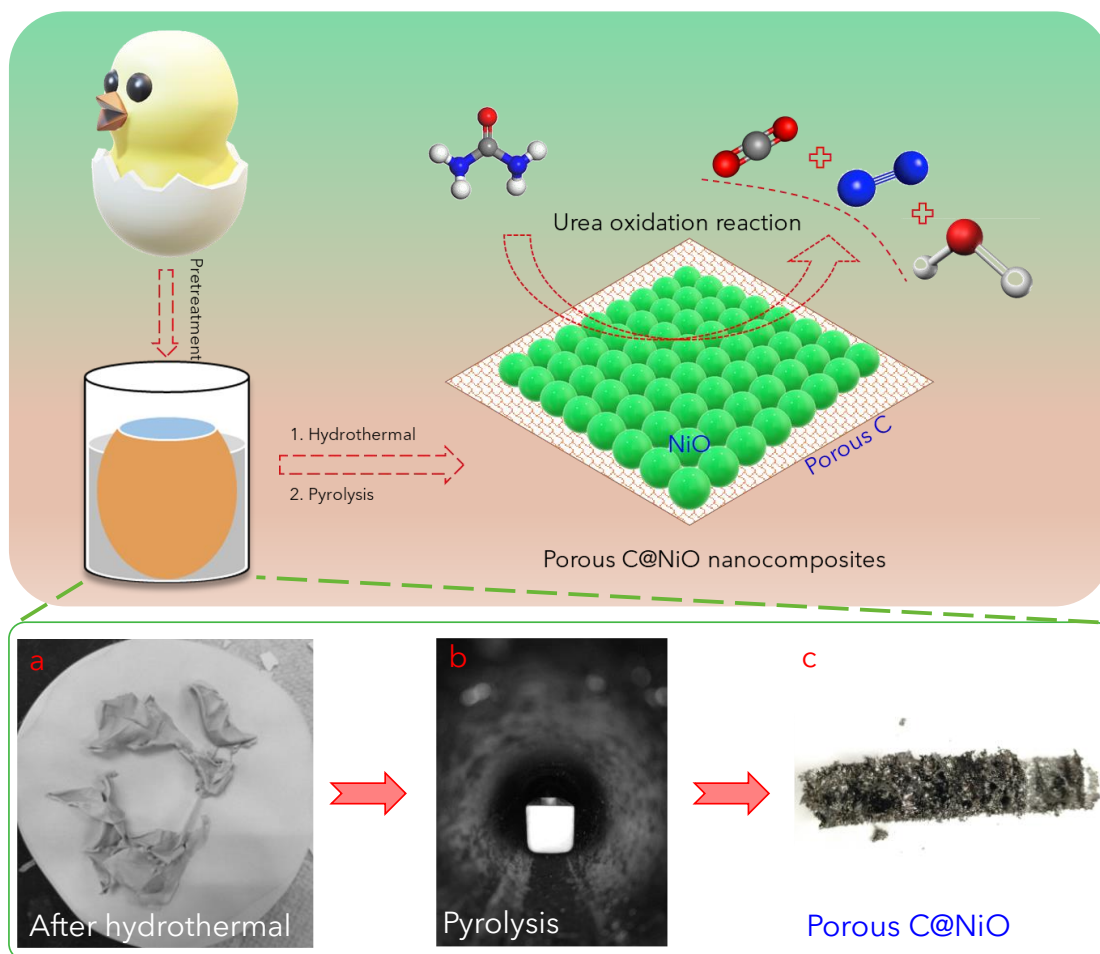 Urea oxidation reaction
Pretreatment
1. Hydrothermal
2. Pyrolysis
NiO
Porous C
Porous C@NiO nanocomposites
a
b
c
After hydrothermal
Pyrolysis
Porous C@NiO